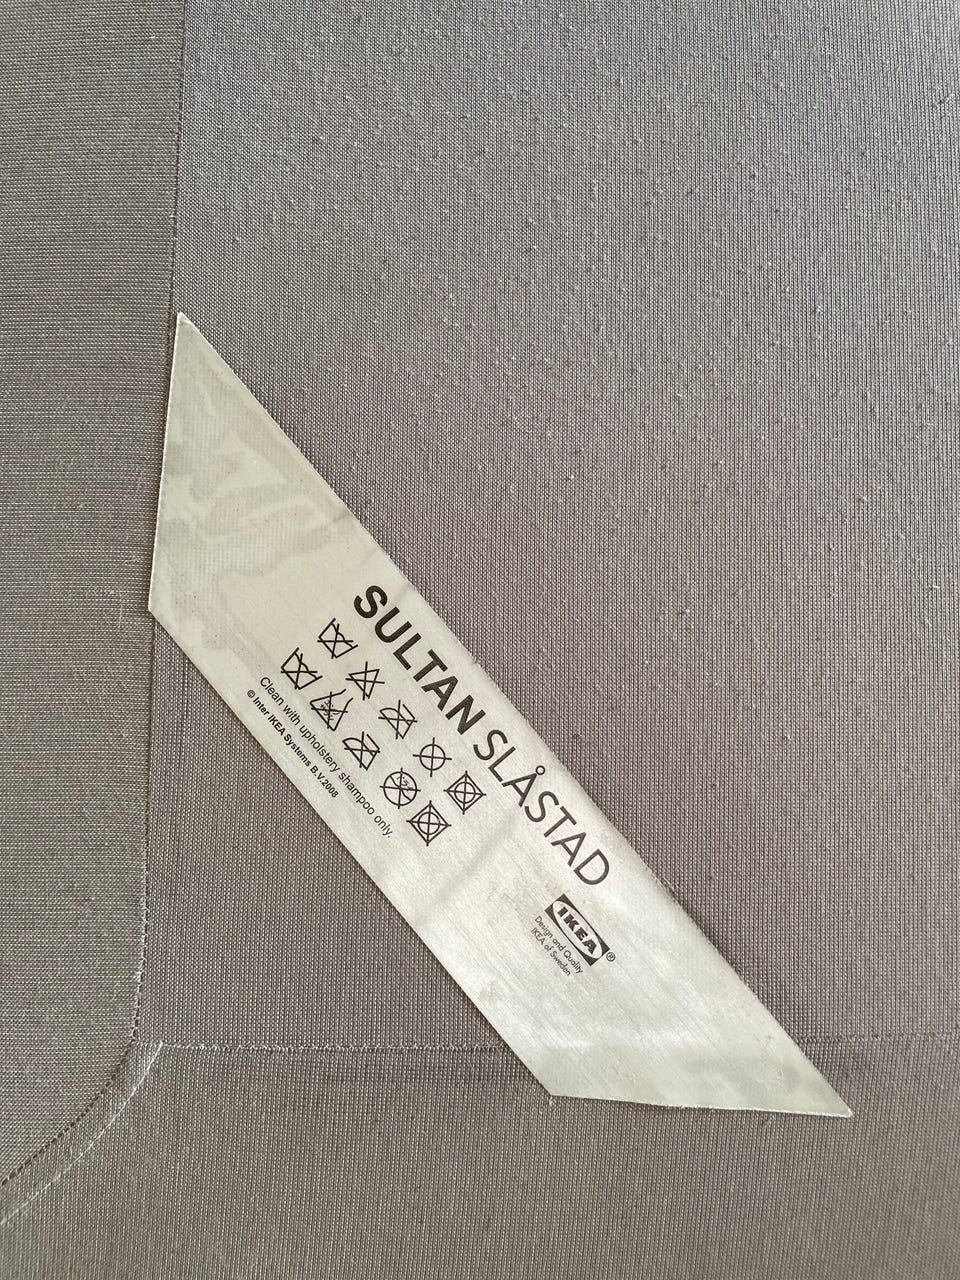 SULTAN SLÅSTAD
Clean with upholstery shampoo only.
© Inter IKEA Systems B.V.2008
IKEA®
Design and Quality
IKEA of Sweden